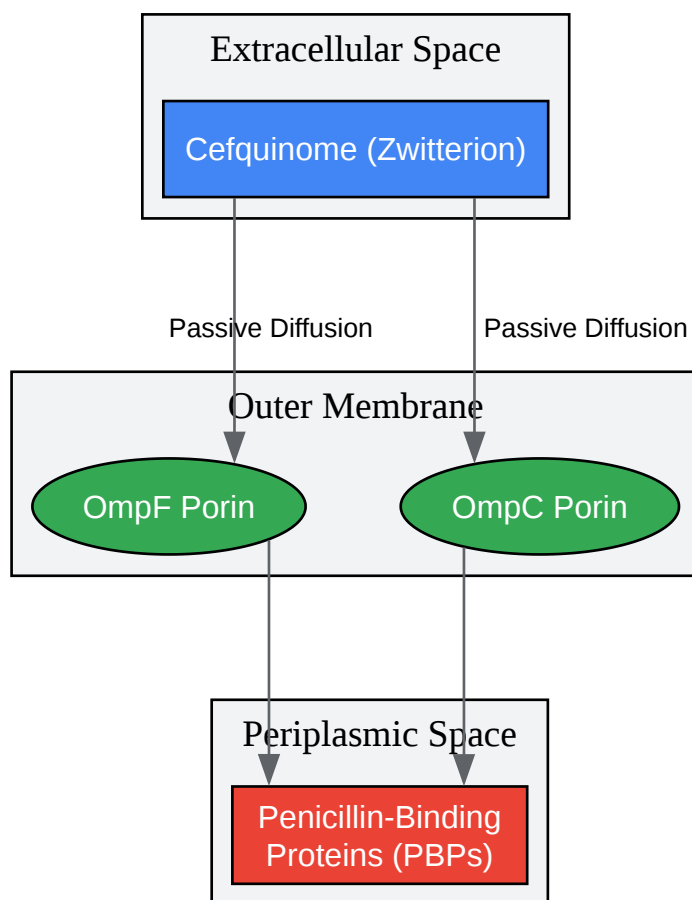 Extracellular Space
Cefquinome (Zwitterion)
Passive Diffusion
Passive Diffusion
Outer Membrane
OmpF Porin
OmpC Porin
Periplasmic Space
Penicillin-Binding
Proteins (PBPs)